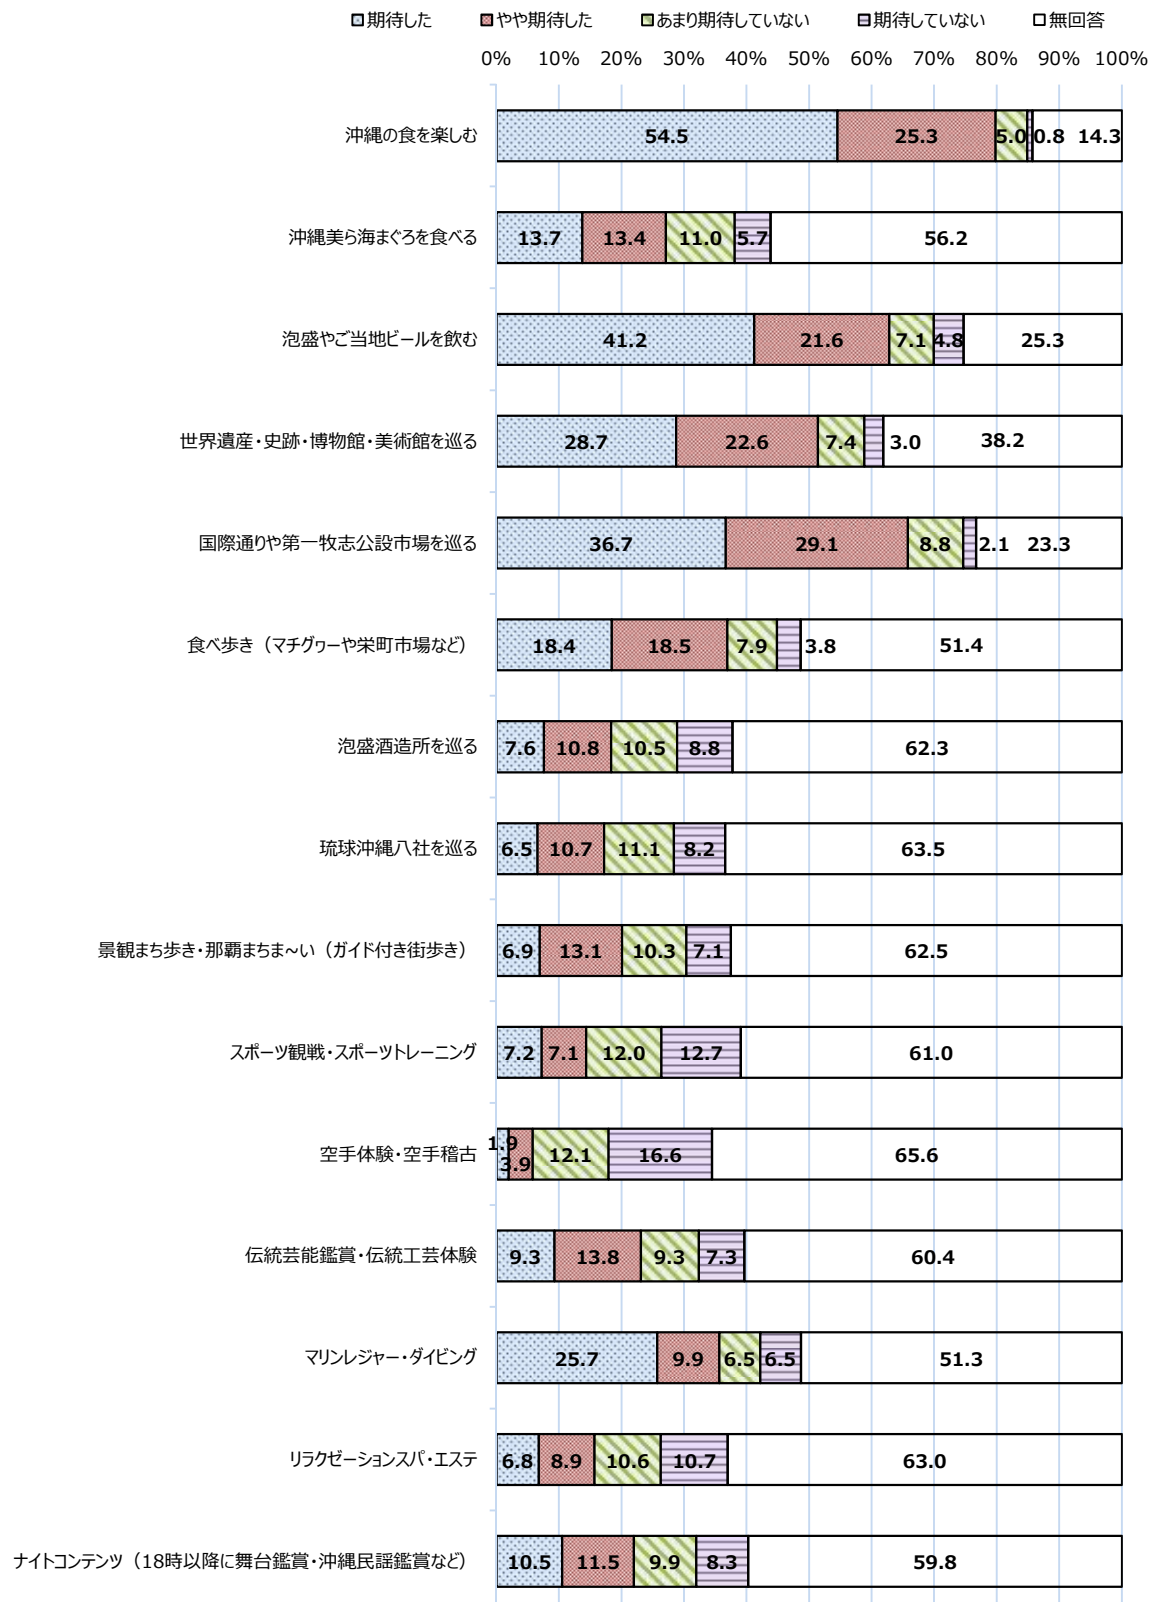 期待した やや期待した あまり期待していない 期待していない 無回答
0% 10% 20% 30% 40% 50% 60% 70% 80% 90% 100%
沖縄の食を楽しむ 54.5 25.3 5.0 0.8 14.3
沖縄美ら海まぐろを食べる 13.7 13.4 11.0 5.7 56.2
泡盛やご当地ビールを飲む 41.2 21.6 7.1 4.8 25.3
世界遺産・史跡・博物館・美術館を巡る 28.7 22.6 7.4 3.0 38.2
国際通りや第一牧志公設市場を巡る 36.7 29.1 8.8 2.1 23.3
食べ歩き（マチグヮーや栄町市場など） 18.4 18.5 7.9 3.8 51.4
泡盛酒造所を巡る 7.6 10.8 10.5 8.8 62.3
琉球沖縄八社を巡る 6.5 10.7 11.1 8.2 63.5
景観まち歩き・那覇まちま~い（ガイド付き街歩き） 6.9 13.1 10.3 7.1 62.5
スポーツ観戦・スポーツトレーニング 7.2 7.1 12.0 12.7 61.0
空手体験・空手稽古 1.9 3.9 12.1 16.6 65.6
伝統芸能鑑賞・伝統工芸体験 9.3 13.8 9.3 7.3 60.4
マリンレジャー・ダイビング 25.7 9.9 6.5 6.5 51.3
リラクゼーションスパ・エステ 6.8 8.9 10.6 10.7 63.0
ナイトコンテンツ（18時以降に舞台鑑賞・沖縄民謡鑑賞など） 10.5 11.5 9.9 8.3 59.8